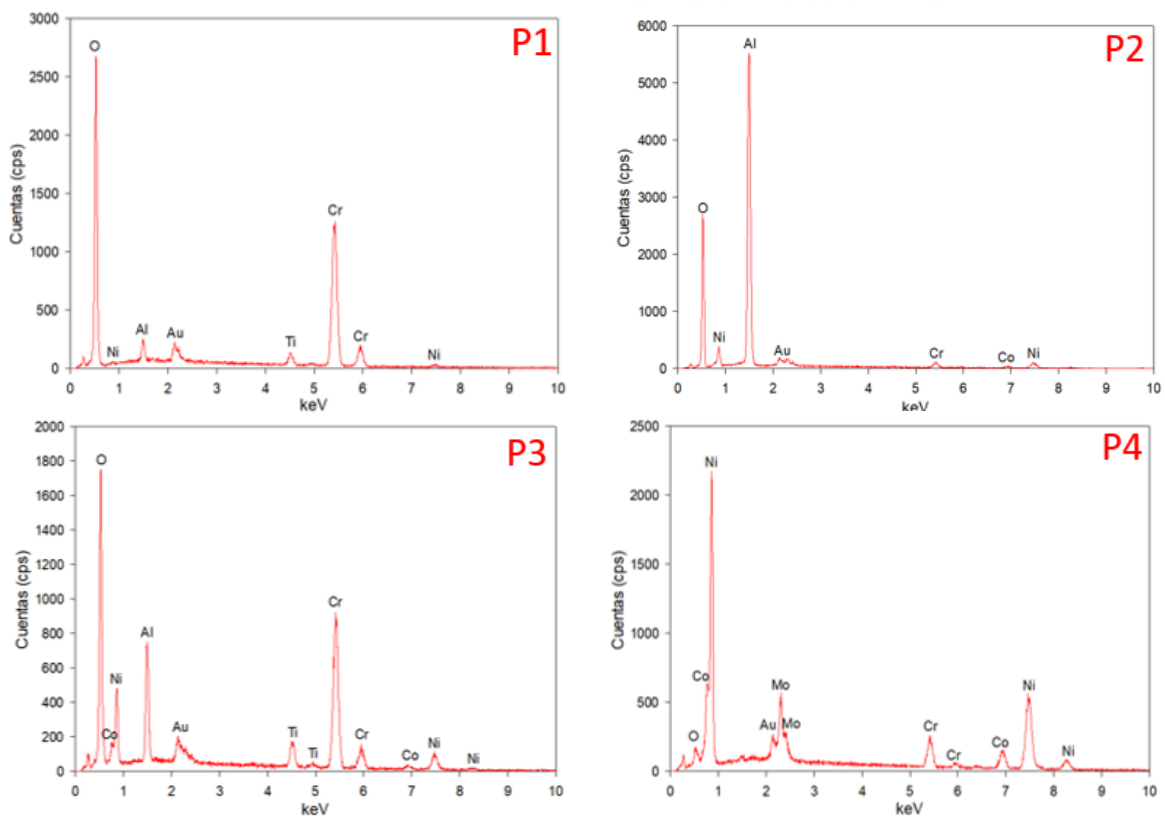 P1
Cuentas (cps)
3000
2500
2000
1500
1000
500
0
O
Ni
Al
Au
Ti
Cr
Cr
Ni
0 1 2 3 4 5 6 7 8 9 10
keV
P2
Cuentas (cps)
6000
5000
4000
3000
2000
1000
0
O
Ni
Al
Au
Cr
Co
Ni
0 1 2 3 4 5 6 7 8 9 10
keV
P3
Cuentas (cps)
2000
1800
1600
1400
1200
1000
800
600
400
200
0
O
Co
Ni
Al
Au
Ti
Ti
Cr
Cr
Co
Ni
Ni
0 1 2 3 4 5 6 7 8 9 10
keV
P4
Cuentas (cps)
2500
2000
1500
1000
500
0
O
Co
Ni
Au
Mo
Mo
Cr
Cr
Co
Ni
Ni
0 1 2 3 4 5 6 7 8 9 10
keV